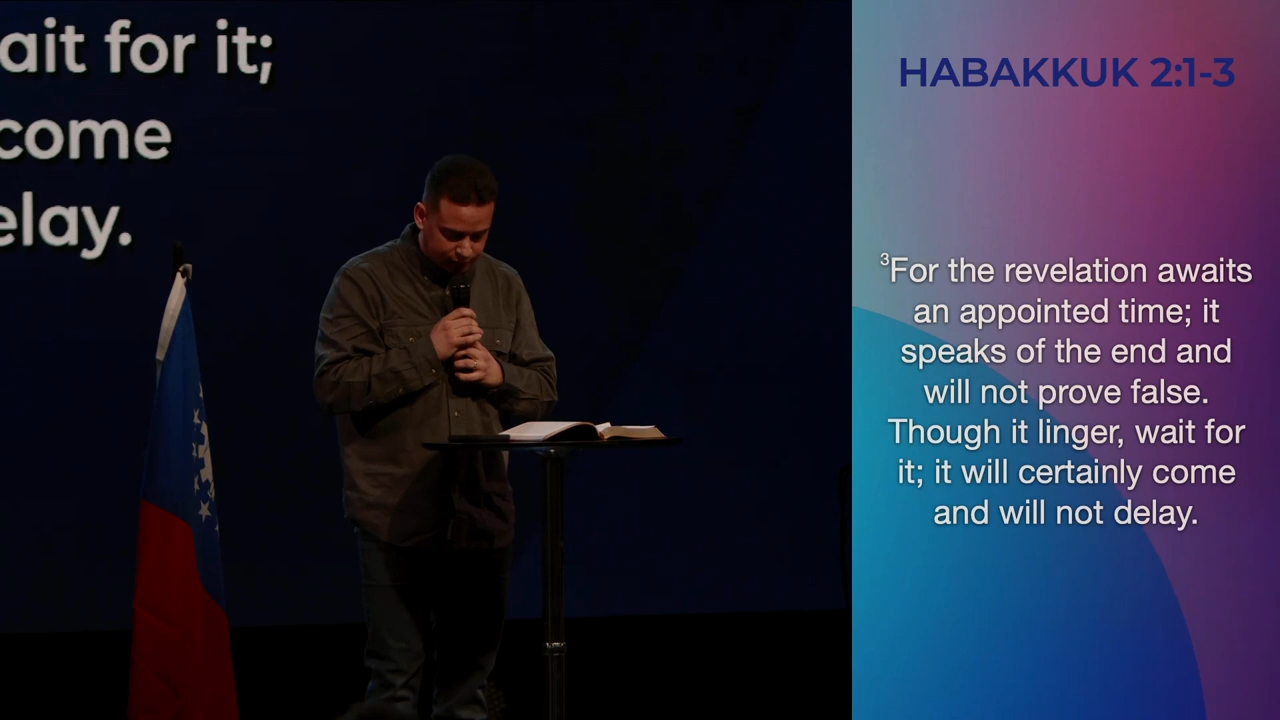 ait for it;
come
elay.
HABAKKUK 2:1-3
³For the revelation awaits
an appointed time; it
speaks of the end and
will not prove false.
Though it linger, wait for
it; it will certainly come
and will not delay.